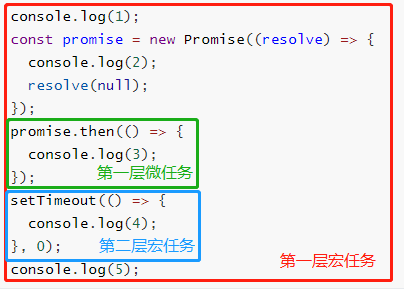 console.log(1);
const promise = new Promise((resolve) => {
  console.log(2);
  resolve(null);
});
promise.then(() => {
  console.log(3);
});
第一层微任务
setTimeout(() => {
  console.log(4);
}, 0);
第二层宏任务
console.log(5);
第一层宏任务